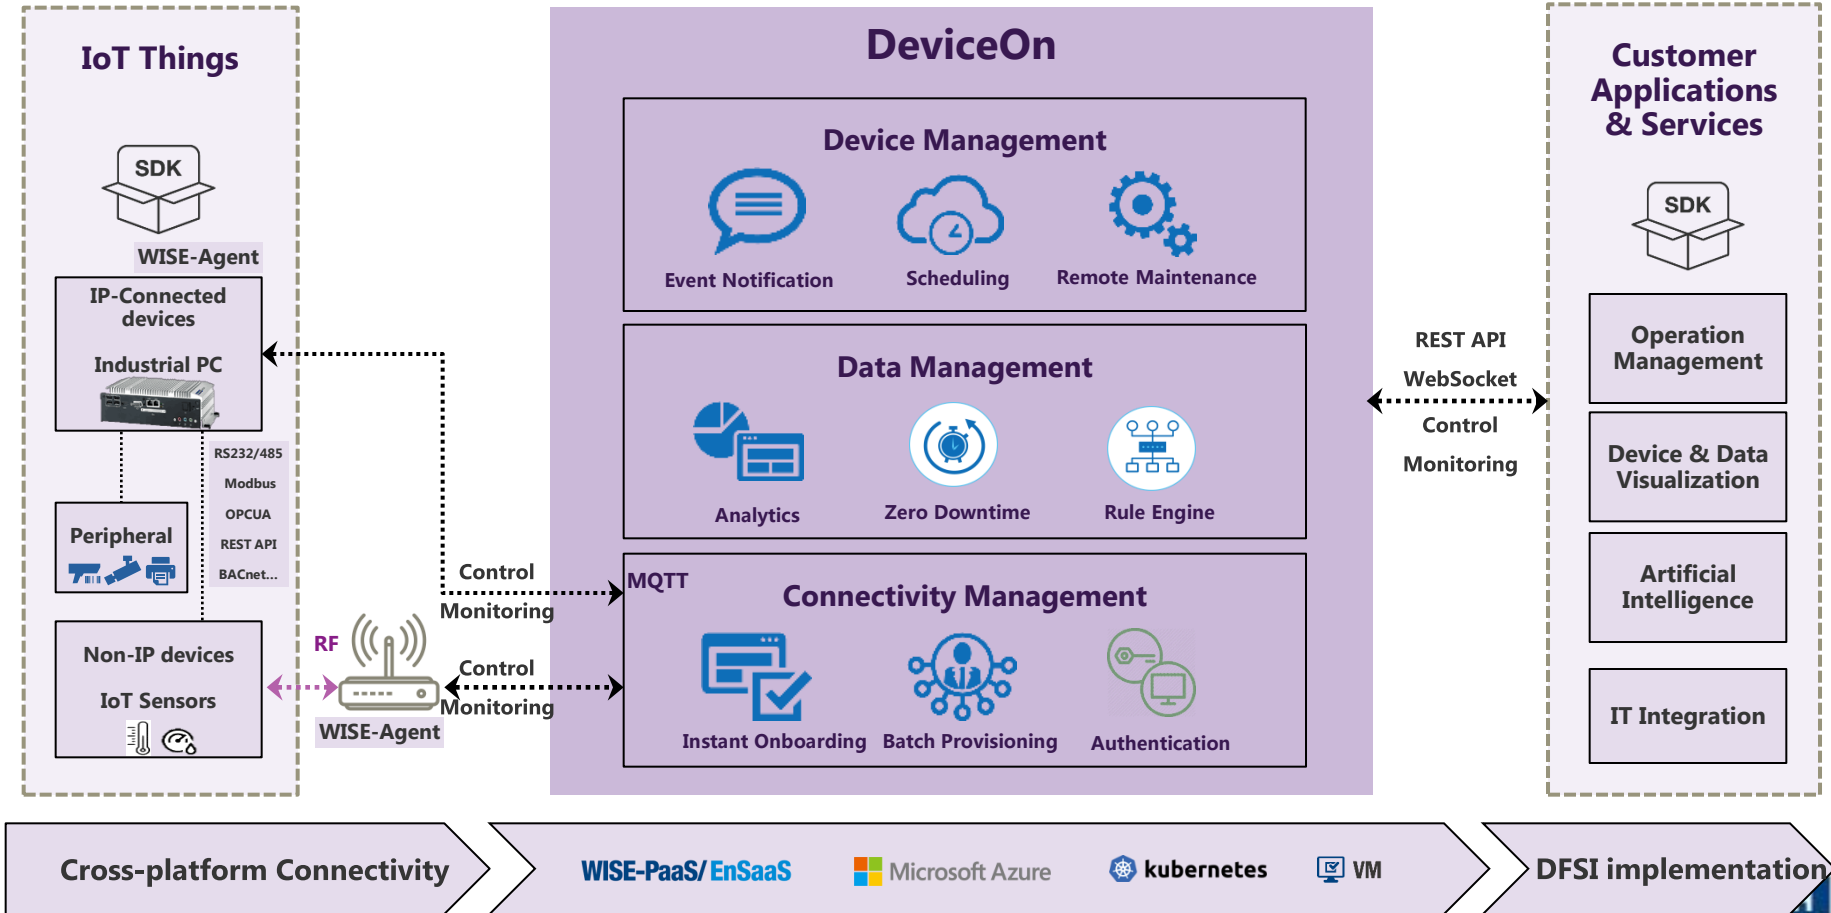 IoT Things
SDK
WISE-Agent
IP-Connected
devices
Industrial PC
RS232/485
Modbus
OPCUA
REST API
BACnet...
Peripheral
Non-IP devices
IoT Sensors
RF
WISE-Agent
Control
Monitoring
Control
Monitoring
DeviceOn
Device Management
Event Notification
Scheduling
Remote Maintenance
Data Management
Analytics
Zero Downtime
Rule Engine
MQTT
Connectivity Management
Instant Onboarding
Batch Provisioning
Authentication
REST API
WebSocket
Control
Monitoring
Customer
Applications
& Services
SDK
Operation
Management
Device & Data
Visualization
Artificial
Intelligence
IT Integration
Cross-platform Connectivity
WISE-PaaS/EnSaaS
Microsoft Azure
kubernetes
VM
DFSI implementation